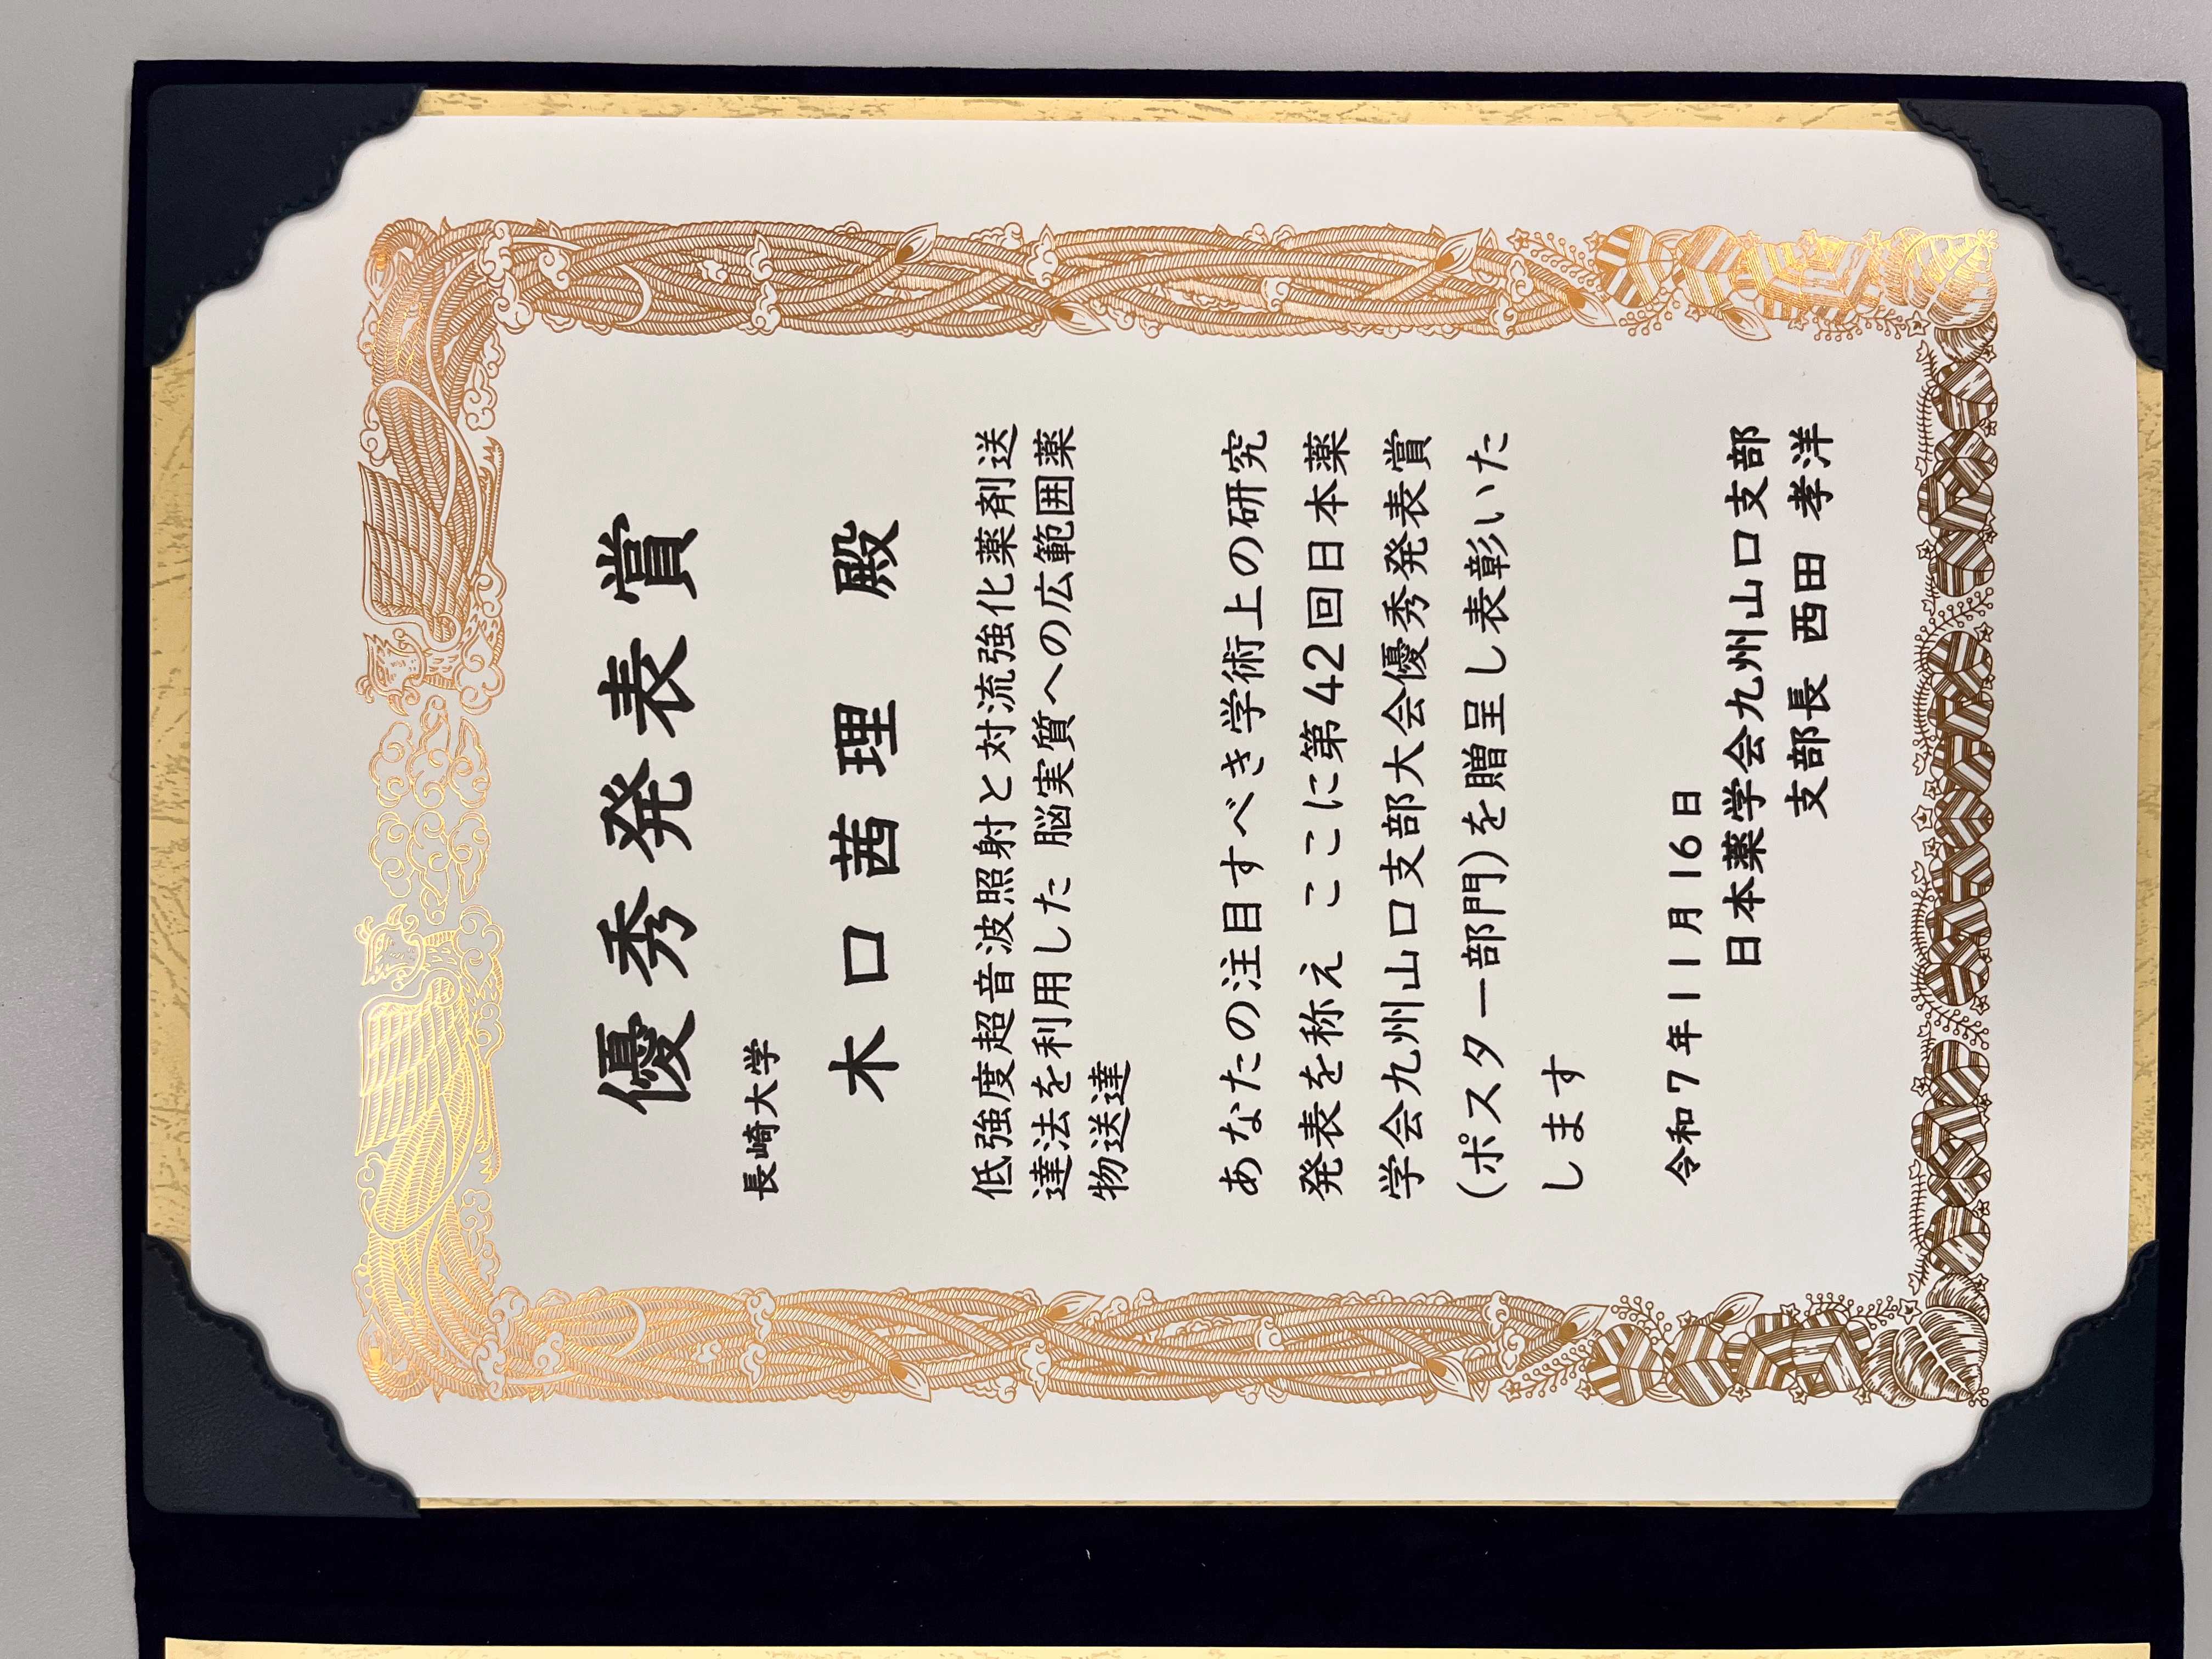 優秀発表賞
長崎大学
木口茜理 殿
低強度超音波照射と対流強化薬剤送
達法を利用した 脳実質への広範囲薬
物送達
あなたの注目すべき学術上の研究
発表を称え ここに第42回日本薬
学会九州山口支部大会優秀発表賞
(ポスター部門)を贈呈し表彰いた
します
令和7年11月16日
日本薬学会九州山口支部
支部長 西田 孝洋